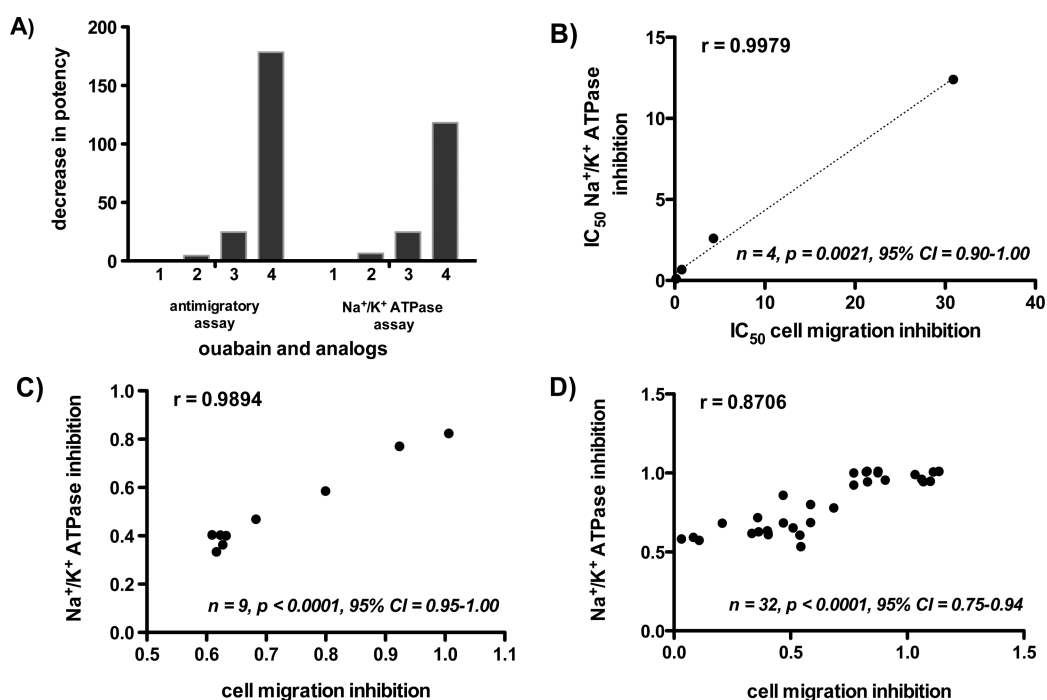 A)
decrease in potency
200
150
100
50
0
1 2 3 4 1 2 3 4
antimigratory
assay
Na⁺/K⁺ ATPase
assay
ouabain and analogs
B)
r = 0.9979
IC₅₀ Na⁺/K⁺ ATPase
inhibition
15
10
5
0
n = 4, p = 0.0021, 95% CI = 0.90-1.00
0 10 20 30 40
IC₅₀ cell migration inhibition
C)
r = 0.9894
Na⁺/K⁺ ATPase inhibition
1.0
0.8
0.6
0.4
0.2
0.0
n = 9, p < 0.0001, 95% CI = 0.95-1.00
0.5 0.6 0.7 0.8 0.9 1.0 1.1
cell migration inhibition
D)
r = 0.8706
Na⁺/K⁺ ATPase inhibition
1.5
1.0
0.5
0.0
n = 32, p < 0.0001, 95% CI = 0.75-0.94
0.0 0.5 1.0 1.5
cell migration inhibition